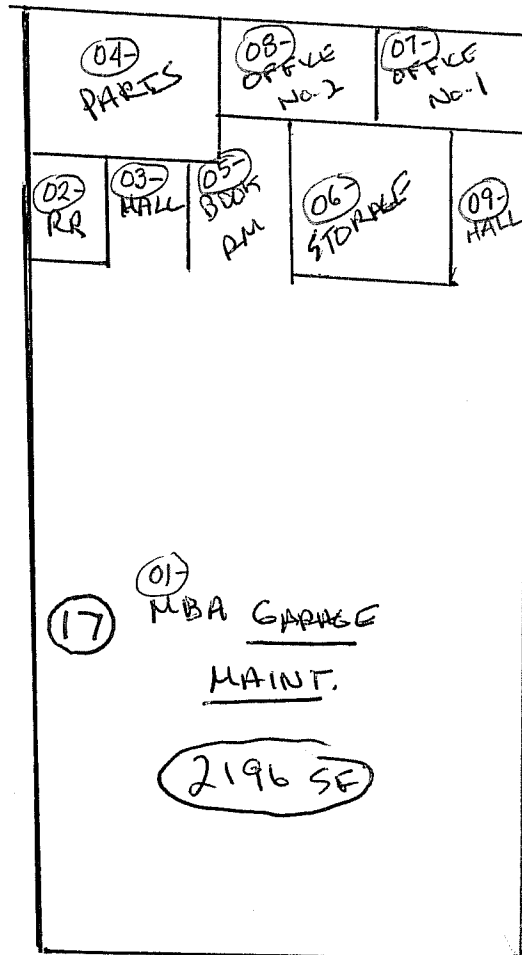 04-
PARTS
08-
OFFICE
No. 2
07-
OFFICE
No. 1
02-
RR
03-
HALL
05-
BOOK
RM
06-
STORAGE
09-
HALL
01-
17
MBA GARAGE
MAINT.
2196 SF